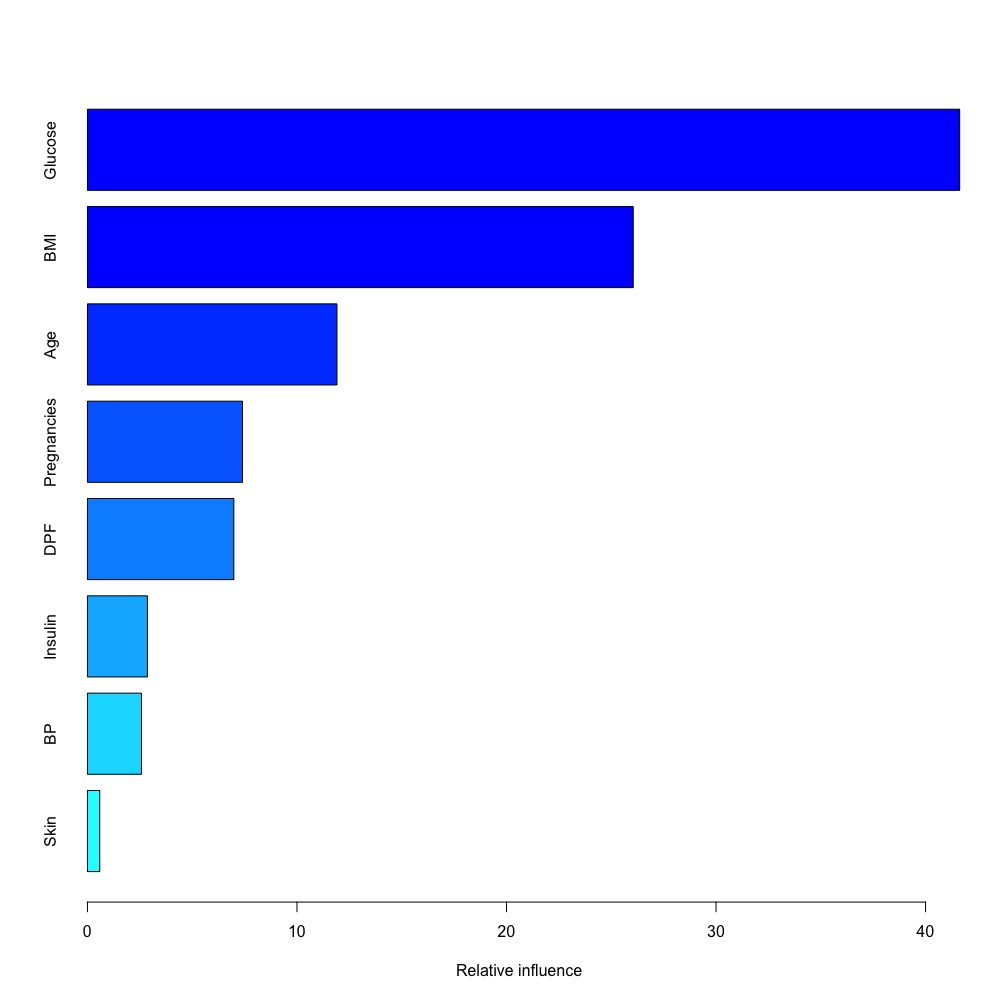 Glucose
BMI
Age
Pregnancies
DPF
Insulin
BP
Skin
0 10 20 30 40
Relative influence